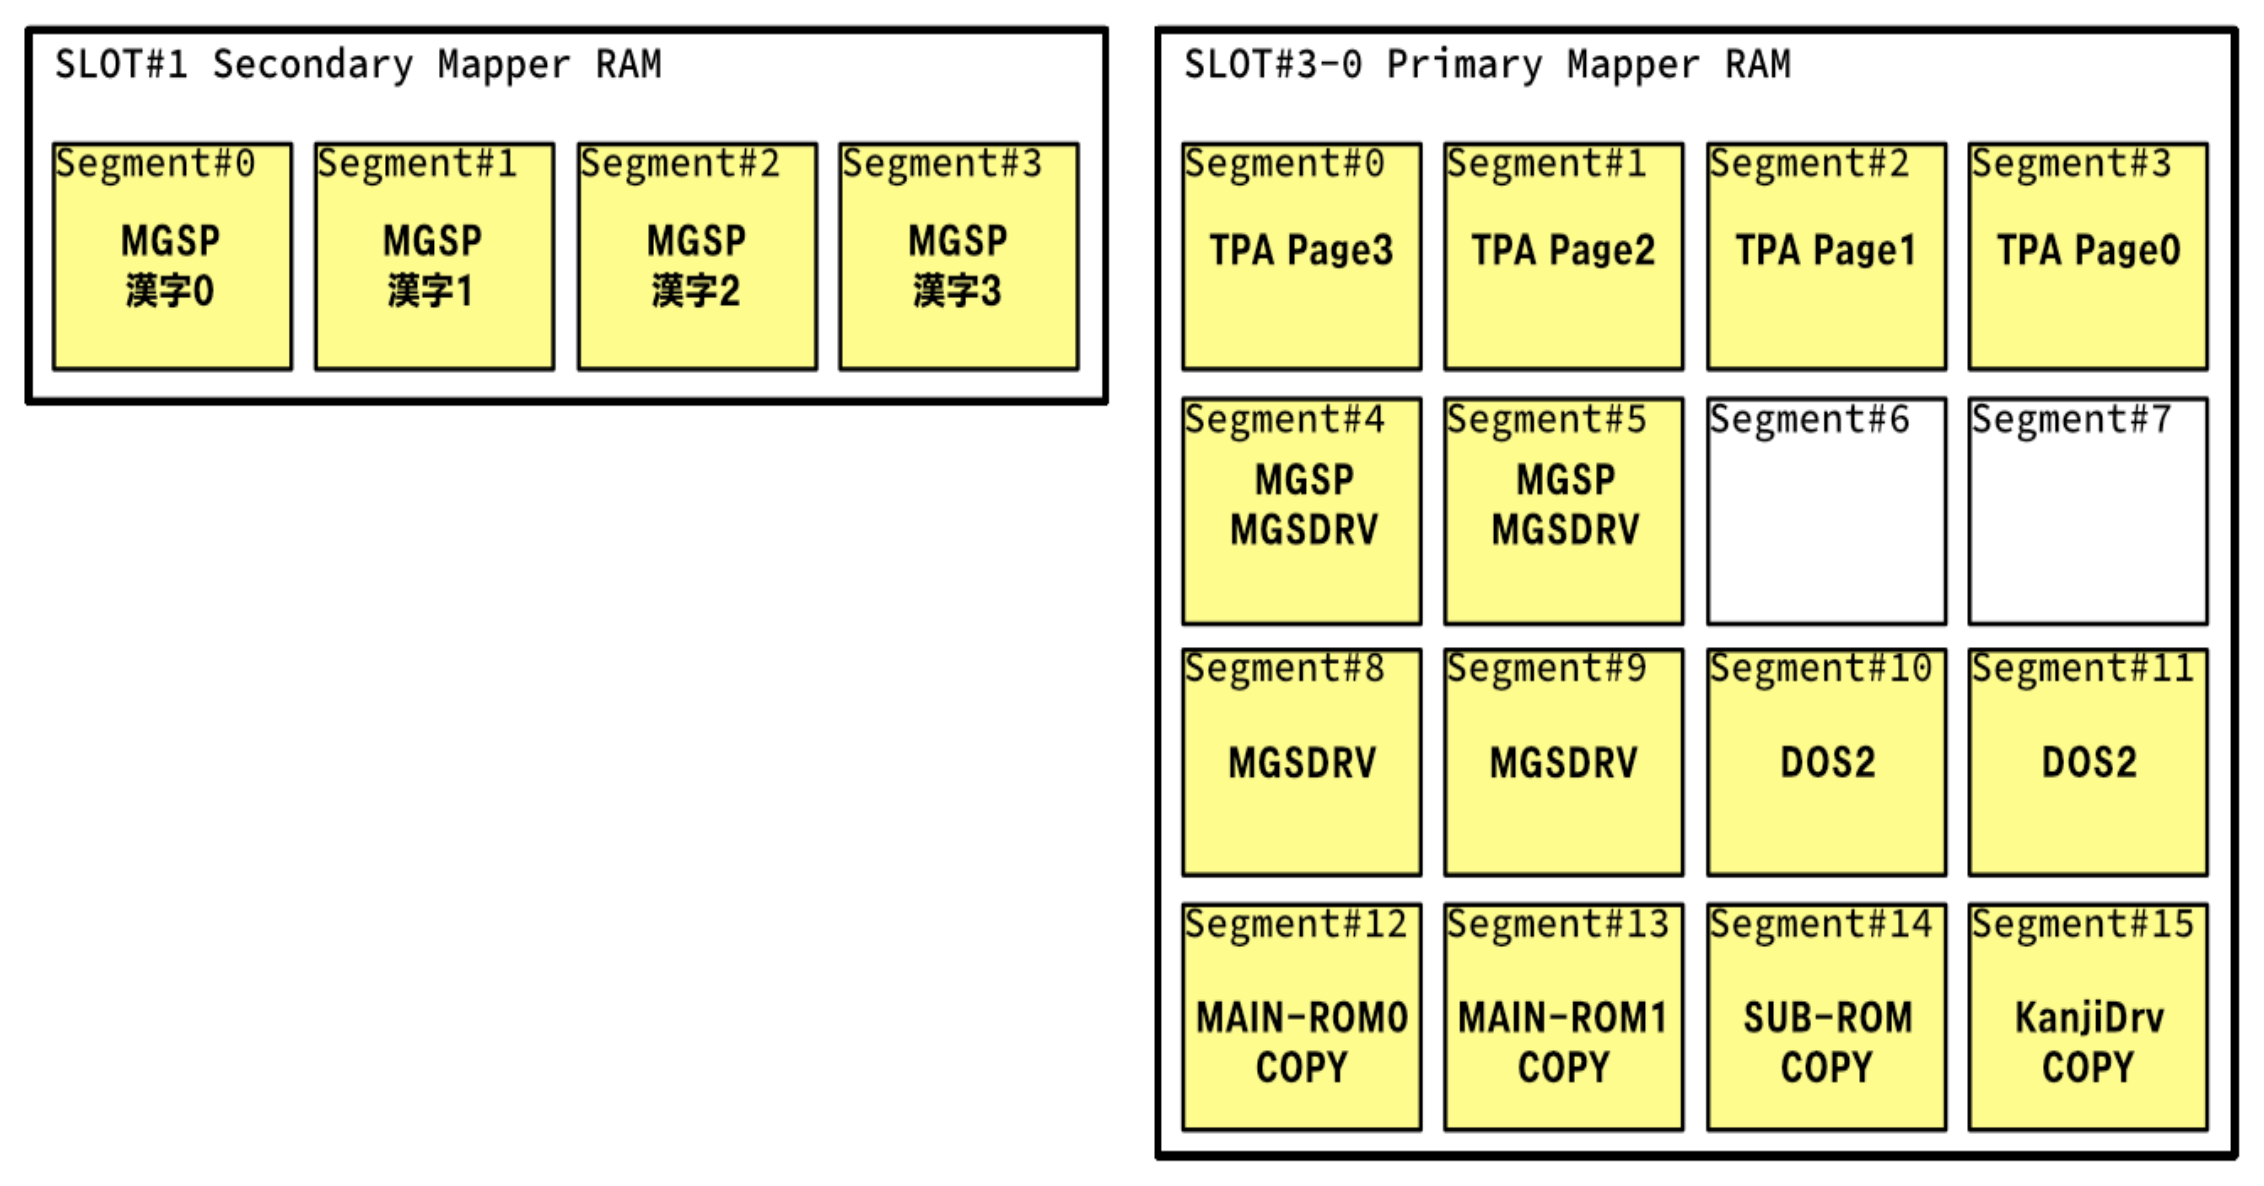 SLOT#1 Secondary Mapper RAM
Segment#0
MGSP
漢字0
Segment#1
MGSP
漢字1
Segment#2
MGSP
漢字2
Segment#3
MGSP
漢字3
SLOT#3-0 Primary Mapper RAM
Segment#0
TPA Page3
Segment#1
TPA Page2
Segment#2
TPA Page1
Segment#3
TPA Page0
Segment#4
MGSP
MGSDRV
Segment#5
MGSP
MGSDRV
Segment#6
Segment#7
Segment#8
MGSDRV
Segment#9
MGSDRV
Segment#10
DOS2
Segment#11
DOS2
Segment#12
MAIN-ROM0
COPY
Segment#13
MAIN-ROM1
COPY
Segment#14
SUB-ROM
COPY
Segment#15
KanjiDrv
COPY